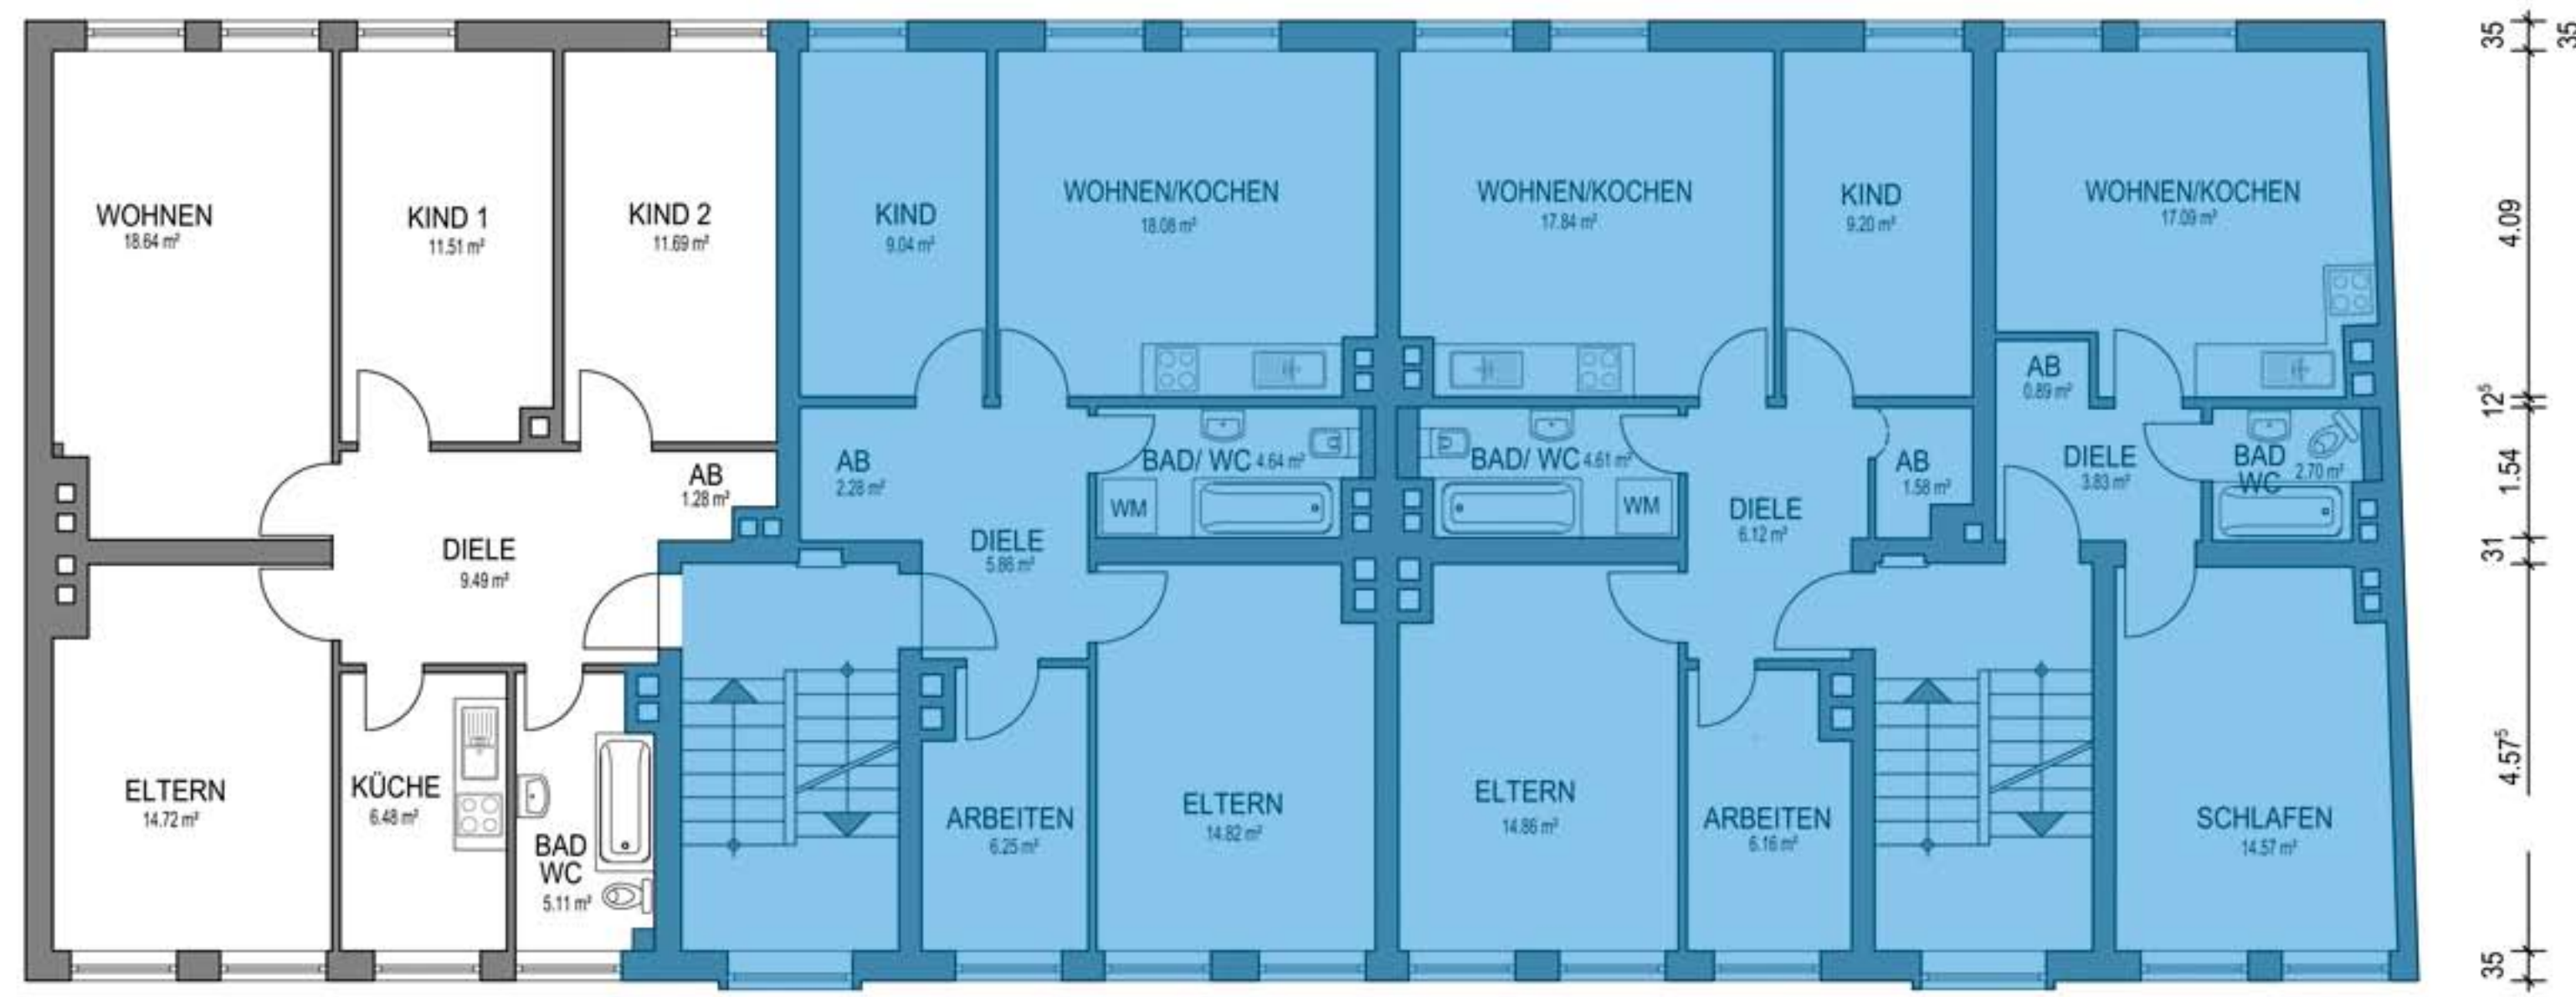 WOHNEN
18.64 m²
KIND 1
11.51 m²
KIND 2
11.69 m²
AB
1.28 m²
DIELE
9.49 m²
ELTERN
14.72 m²
KÜCHE
6.48 m²
BAD
WC
5.11 m²
KIND
9.04 m²
WOHNEN/KOCHEN
18.08 m²
AB
2.28 m²
BAD/ WC 4.64 m²
WM
DIELE
5.86 m²
ARBEITEN
6.25 m²
ELTERN
14.82 m²
WOHNEN/KOCHEN
17.84 m²
KIND
9.20 m²
BAD/ WC 4.61 m²
WM
DIELE
6.12 m²
AB
1.58 m²
ELTERN
14.86 m²
ARBEITEN
6.16 m²
WOHNEN/KOCHEN
17.09 m²
AB
0.89 m²
DIELE
3.83 m²
BAD
WC
2.70 m²
SCHLAFEN
14.57 m²
35
35
4.09
12⁵
1.54
31
4.57⁵
35